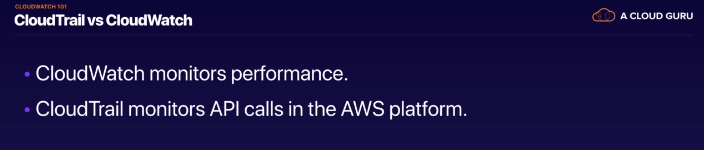 CLOUDWATCH 101
CloudTrail vs CloudWatch
A CLOUD GURU
• CloudWatch monitors performance.
• CloudTrail monitors API calls in the AWS platform.